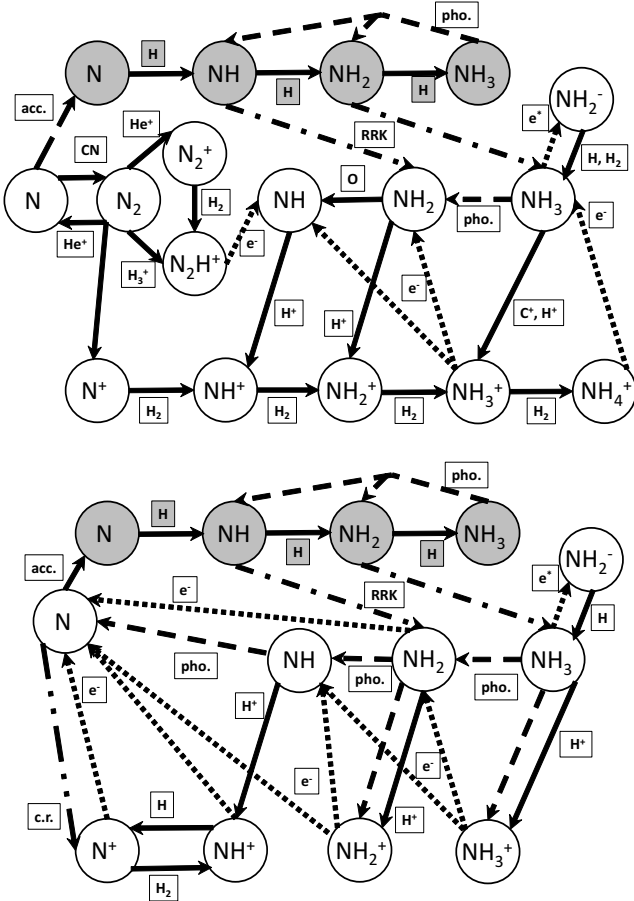 pho.
H
N
NH
NH₂
NH₃
H
H
acc.
CN
He⁺
N₂⁺
RRK
e*
NH₂⁻
H, H₂
N
N₂
H₂
NH
O
NH₂
pho.
NH₃
e⁻
He⁺
H₃⁺
N₂H⁺
e⁻
e⁻
H⁺
H⁺
C⁺, H⁺
N⁺
H₂
NH⁺
H₂
NH₂⁺
H₂
NH₃⁺
H₂
NH₄⁺
pho.
H
N
NH
NH₂
NH₃
H
H
acc.
e⁻
RRK
e*
NH₂⁻
H
N
pho.
NH
pho.
NH₂
pho.
NH₃
e⁻
H⁺
H⁺
e⁻
e⁻
c.r.
H
H⁺
N⁺
H₂
NH⁺
NH₂⁺
NH₃⁺